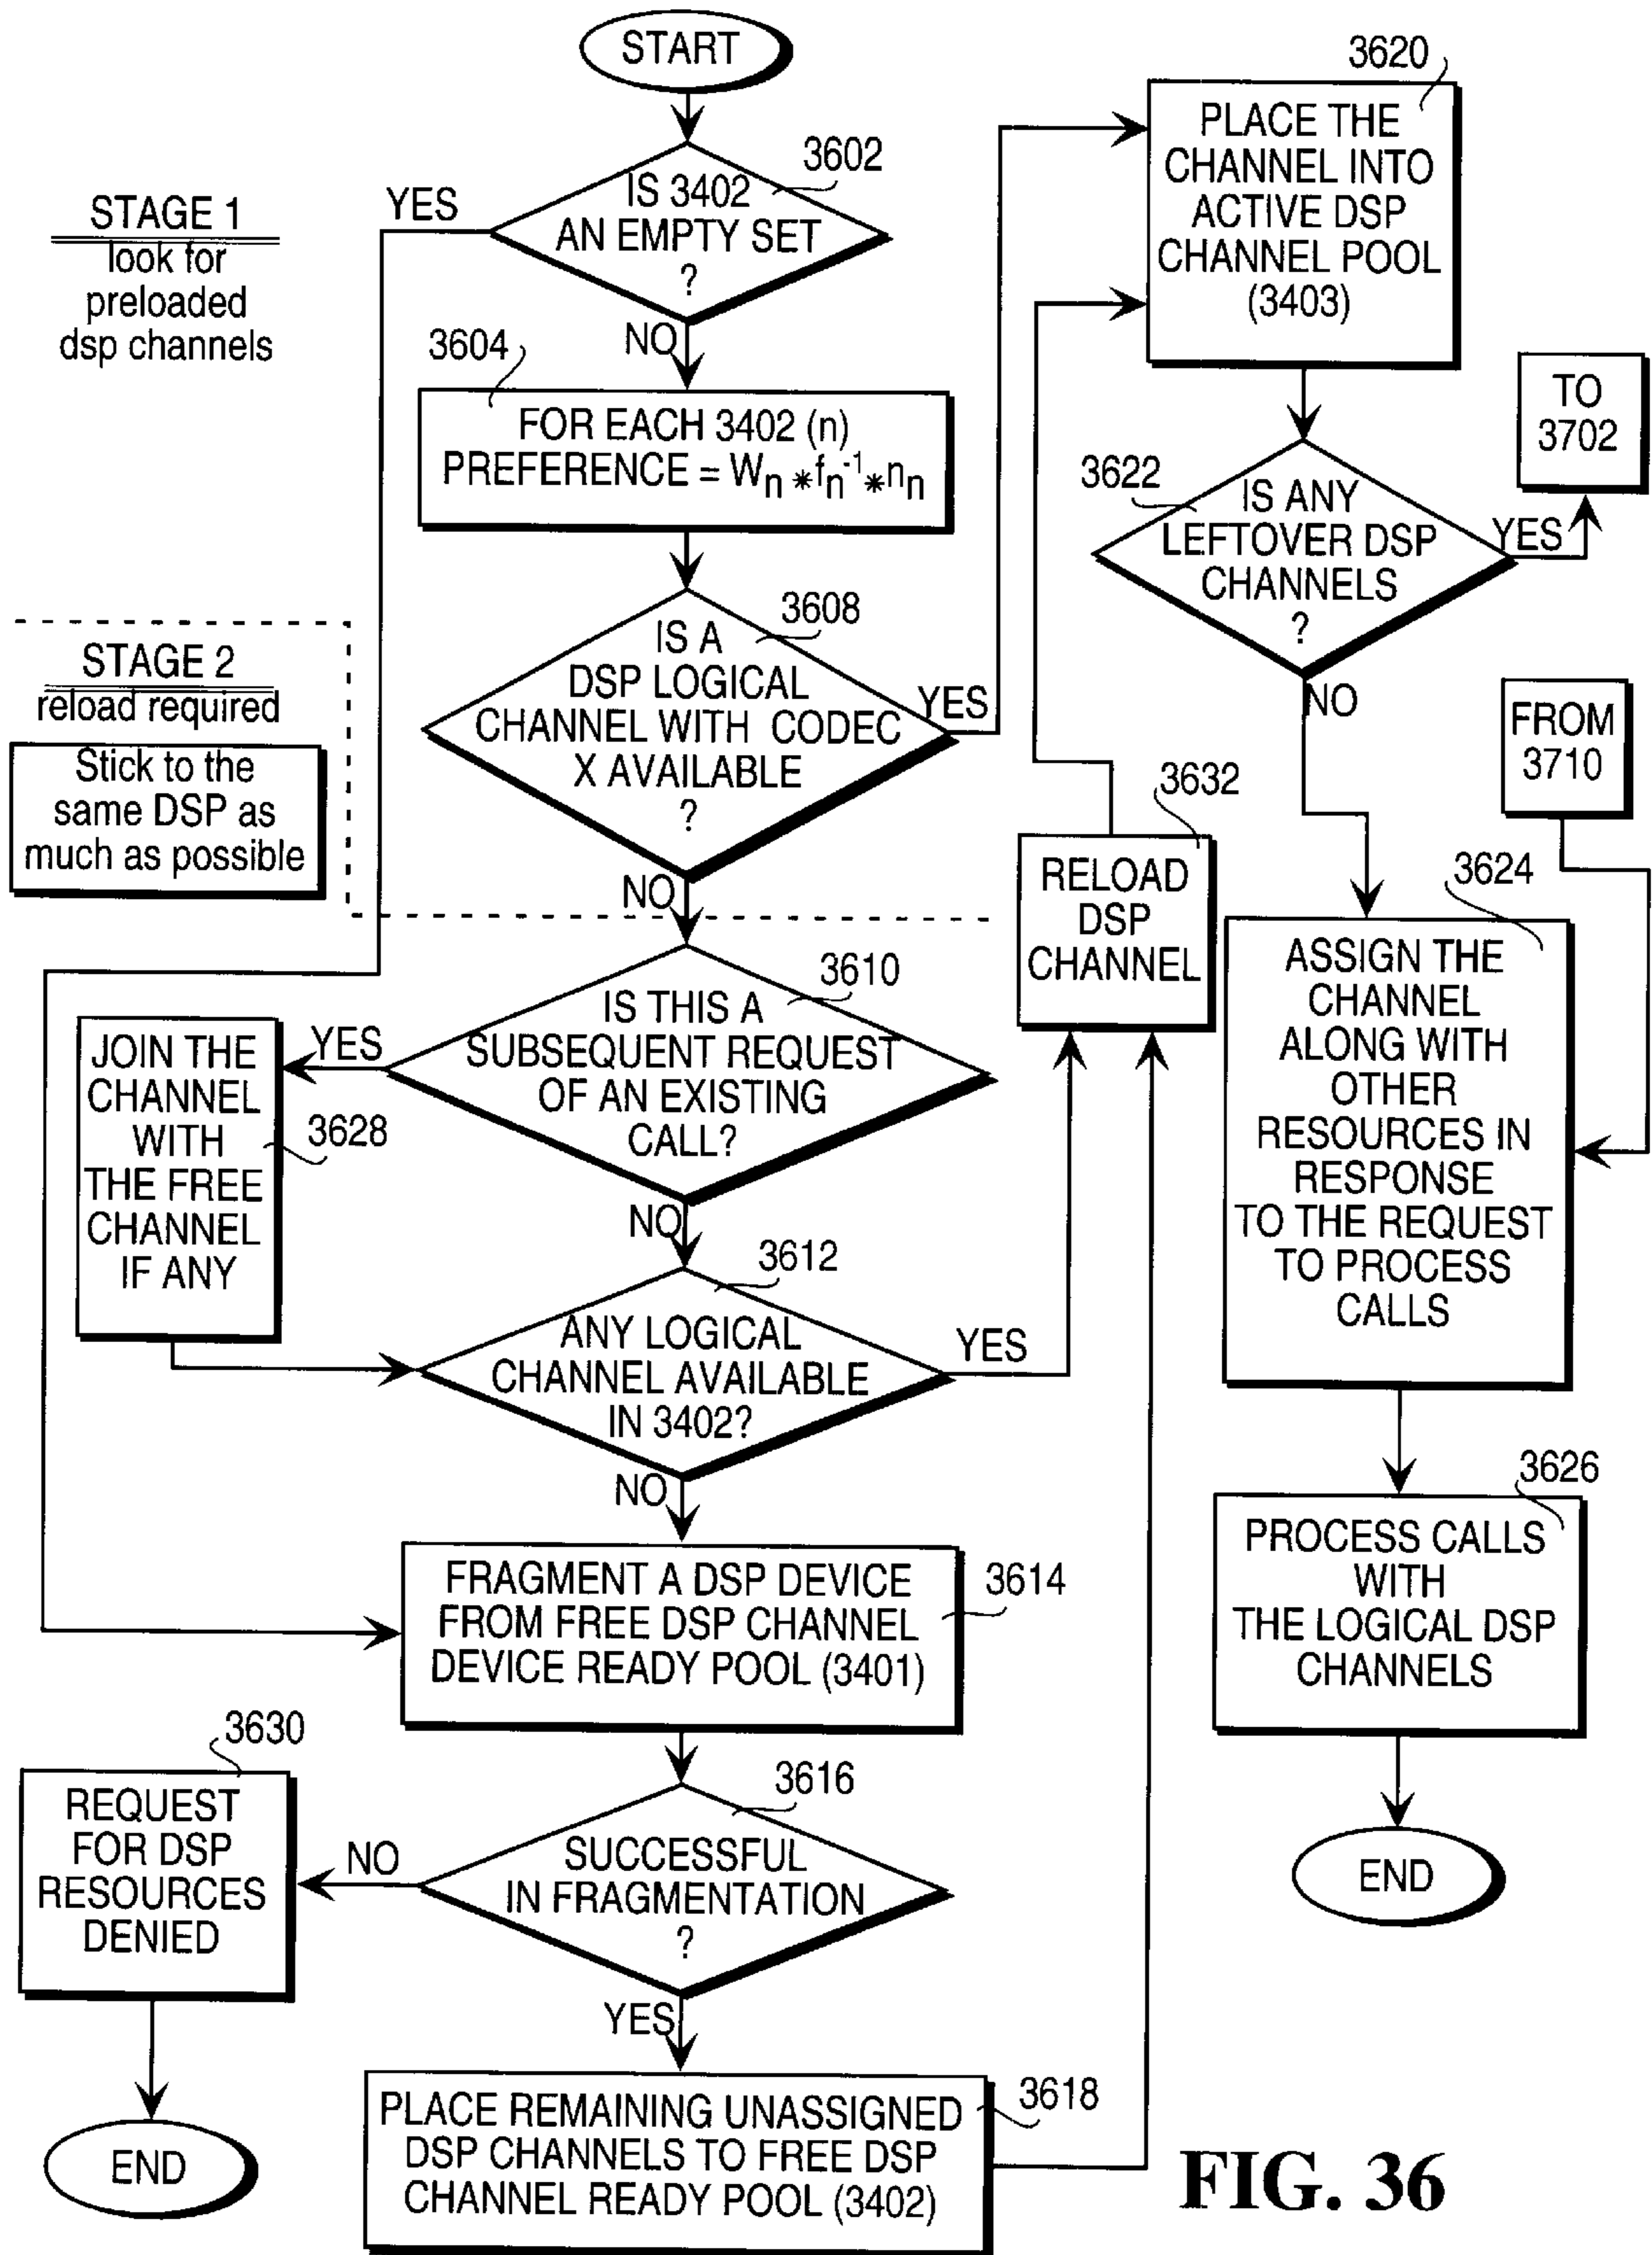 START
3602
IS 3402
AN EMPTY SET
?
YES
NO
STAGE 1
look for
preloaded
dsp channels
3604
FOR EACH 3402 (n)
PREFERENCE = Wn * fn-1 * nn
3608
IS A
DSP LOGICAL
CHANNEL WITH CODEC
X AVAILABLE
?
YES
NO
STAGE 2
reload required
Stick to the
same DSP as
much as possible
3610
IS THIS A
SUBSEQUENT REQUEST
OF AN EXISTING
CALL?
YES
NO
JOIN THE
CHANNEL
WITH
THE FREE
CHANNEL
IF ANY
3628
3612
ANY LOGICAL
CHANNEL AVAILABLE
IN 3402?
YES
NO
FRAGMENT A DSP DEVICE
FROM FREE DSP CHANNEL
DEVICE READY POOL (3401)
3614
3616
SUCCESSFUL
IN FRAGMENTATION
?
NO
YES
3630
REQUEST
FOR DSP
RESOURCES
DENIED
END
PLACE REMAINING UNASSIGNED
DSP CHANNELS TO FREE DSP
CHANNEL READY POOL (3402)
3618
3632
RELOAD
DSP
CHANNEL
3620
PLACE THE
CHANNEL INTO
ACTIVE DSP
CHANNEL POOL
(3403)
3622
IS ANY
LEFTOVER DSP
CHANNELS
?
YES
NO
TO
3702
FROM
3710
3624
ASSIGN THE
CHANNEL
ALONG WITH
OTHER
RESOURCES IN
RESPONSE
TO THE REQUEST
TO PROCESS
CALLS
3626
PROCESS CALLS
WITH
THE LOGICAL DSP
CHANNELS
END
FIG. 36